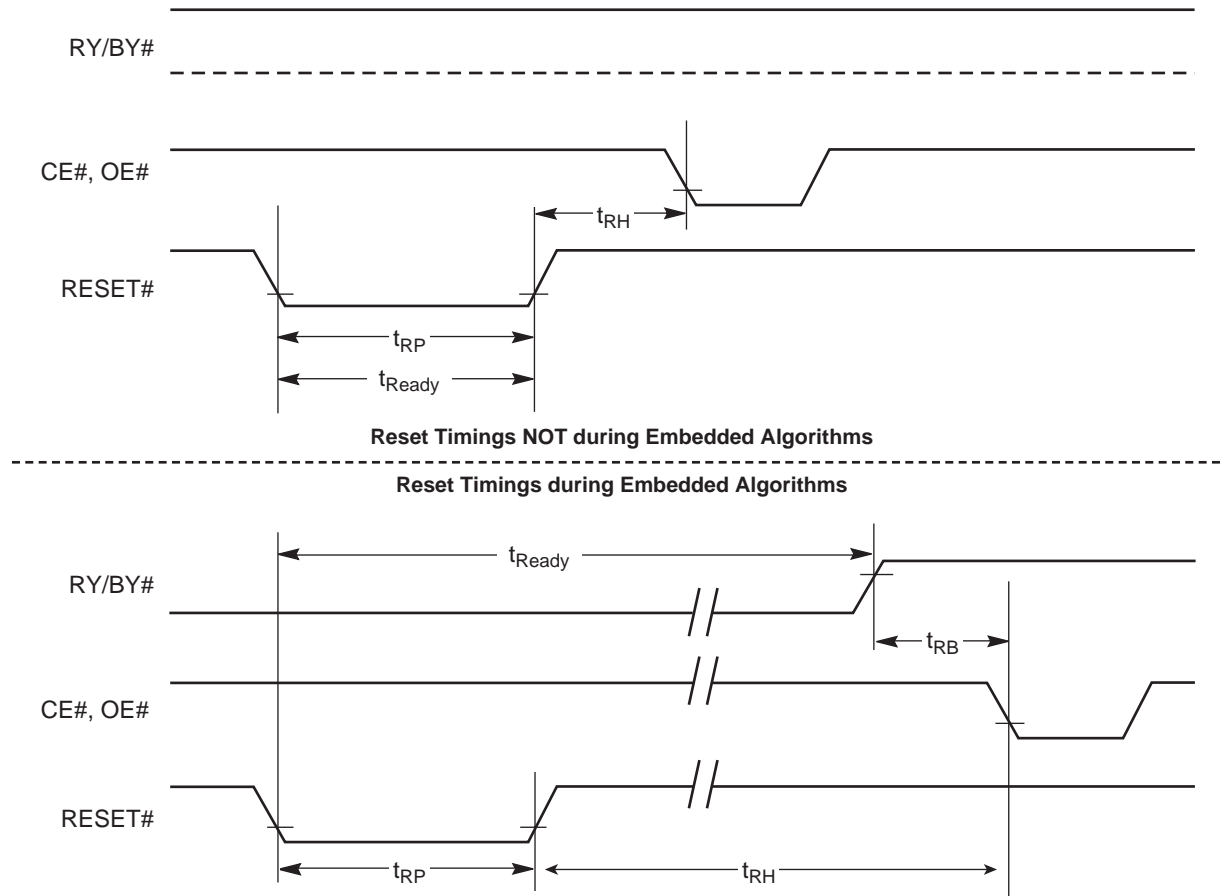 RY/BY#
CE#, OE#
tRH
RESET#
tRP
tReady
Reset Timings NOT during Embedded Algorithms
Reset Timings during Embedded Algorithms
tReady
RY/BY#
tRB
CE#, OE#
RESET#
tRP
tRH